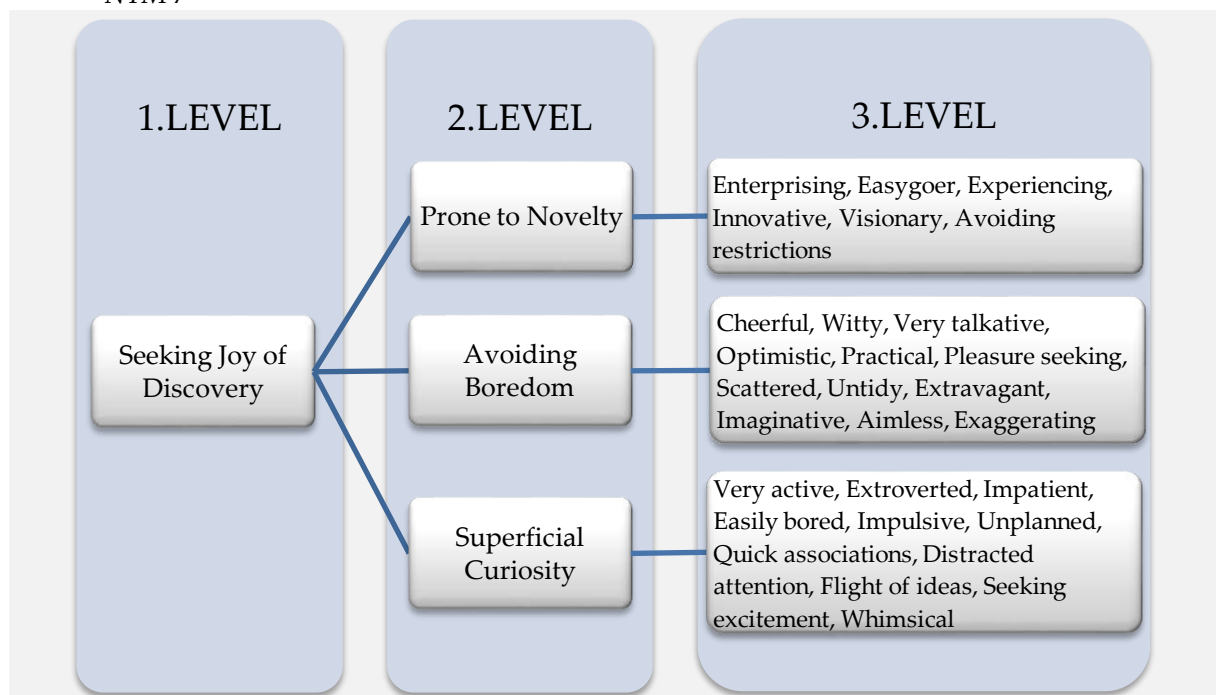 1.LEVEL
2.LEVEL
3.LEVEL
Seeking Joy of
Discovery
Prone to Novelty
Enterprising, Easygoer, Experiencing,
Innovative, Visionary, Avoiding
restrictions
Avoiding
Boredom
Cheerful, Witty, Very talkative,
Optimistic, Practical, Pleasure seeking,
Scattered, Untidy, Extravagant,
Imaginative, Aimless, Exaggerating
Superficial
Curiosity
Very active, Extroverted, Impatient,
Easily bored, Impulsive, Unplanned,
Quick associations, Distracted
attention, Flight of ideas, Seeking
excitement, Whimsical